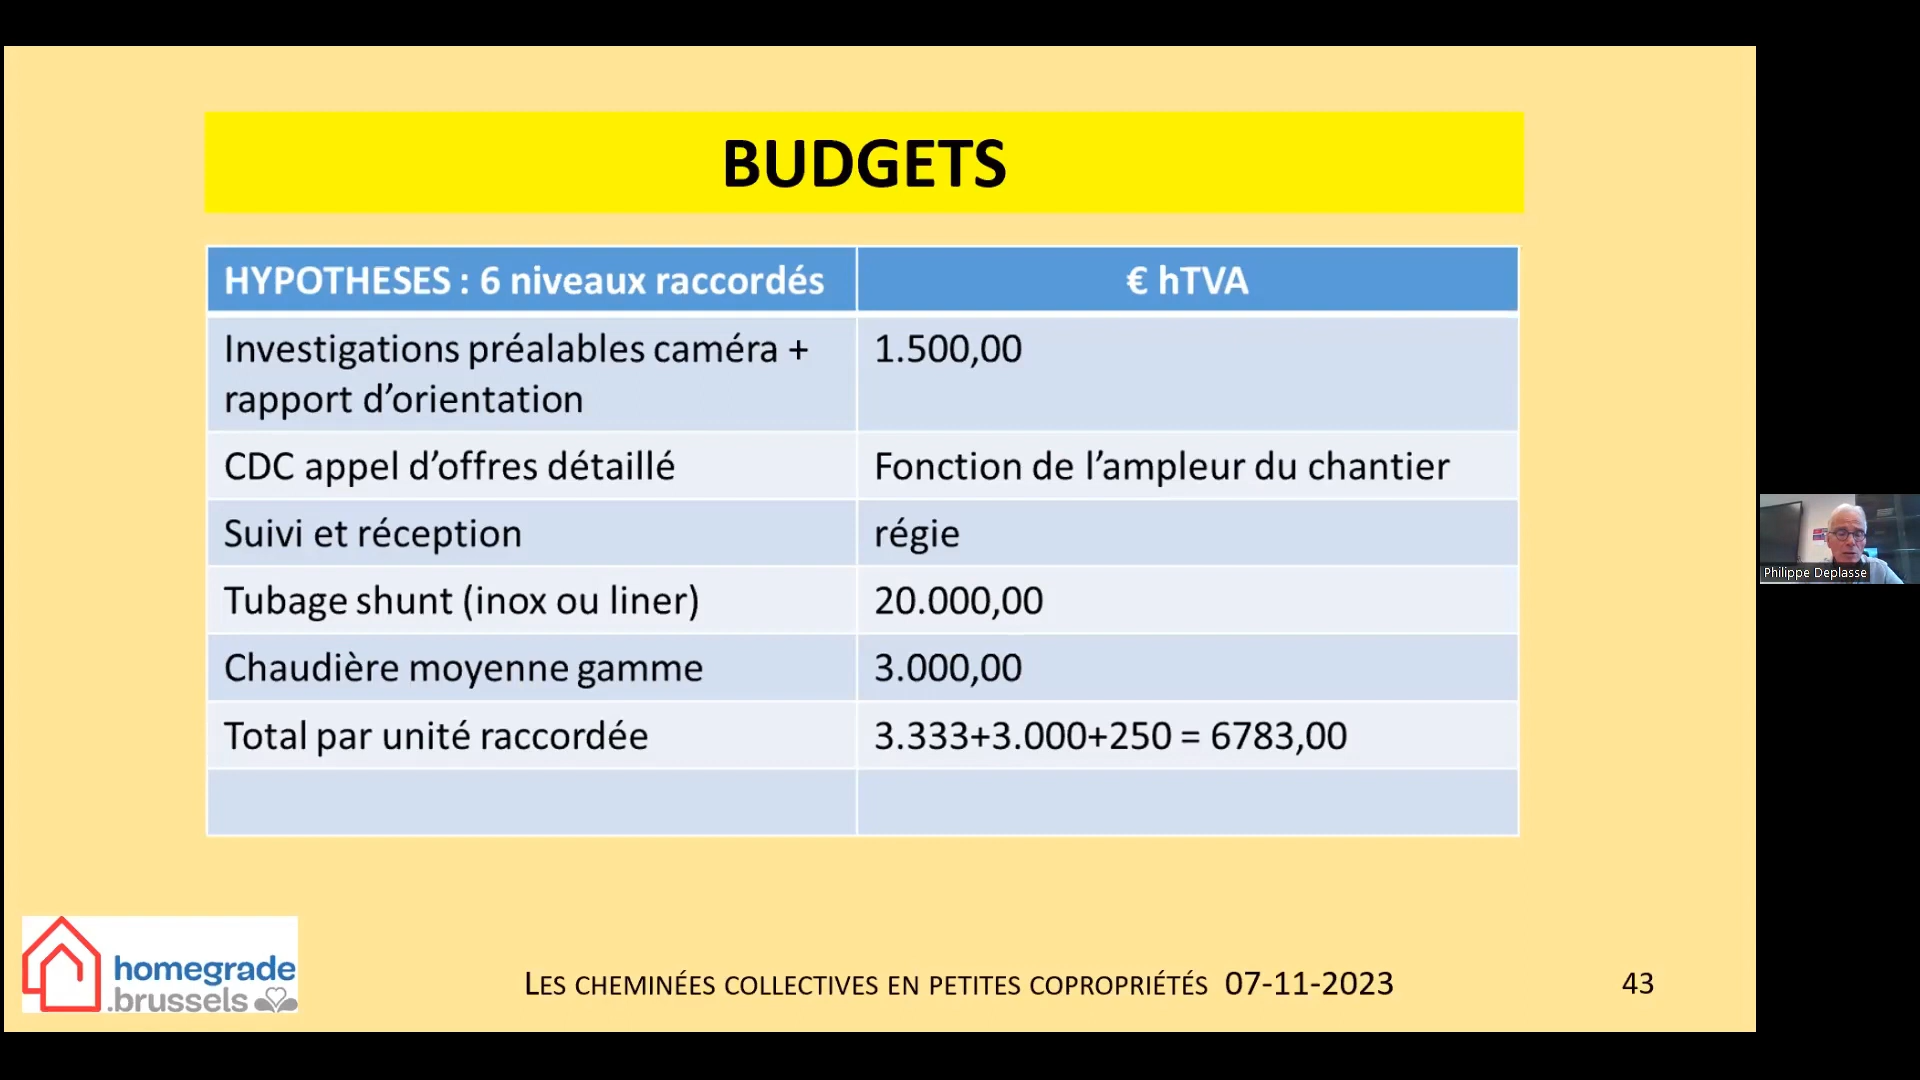 BUDGETS
HYPOTHESES : 6 niveaux raccordés
€ hTVA
Investigations préalables caméra +
rapport d’orientation
1.500,00
CDC appel d’offres détaillé
Fonction de l’ampleur du chantier
Suivi et réception
régie
Tubage shunt (inox ou liner)
20.000,00
Chaudière moyenne gamme
3.000,00
Total par unité raccordée
3.333+3.000+250 = 6783,00
Philippe Deplasse
homegrade
.brussels
LES CHEMINÉES COLLECTIVES EN PETITES COPROPRIÉTÉS 07-11-2023
43